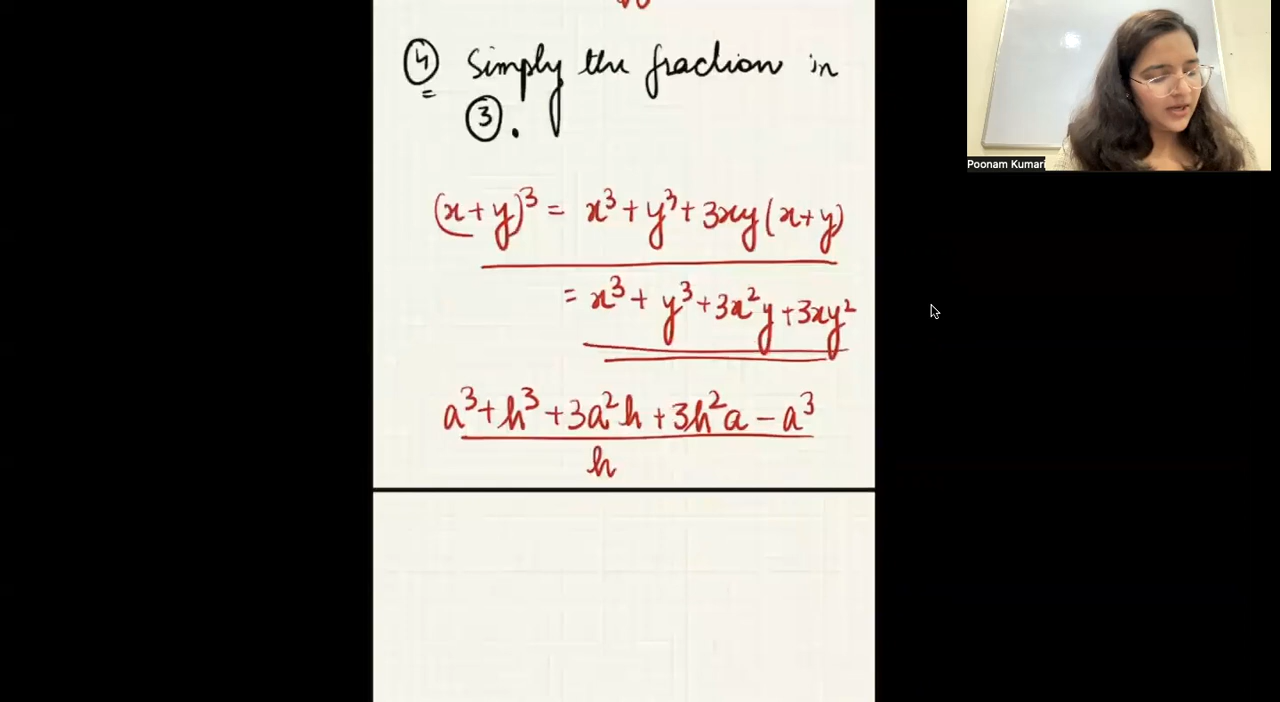 ④ Simply the fraction in
③.
(x+y)³ = x³+y³+3xy(x+y)
= x³+y³+3x²y+3xy²
a³+h³+3a²h+3h²a-a³
h
Poonam Kumari